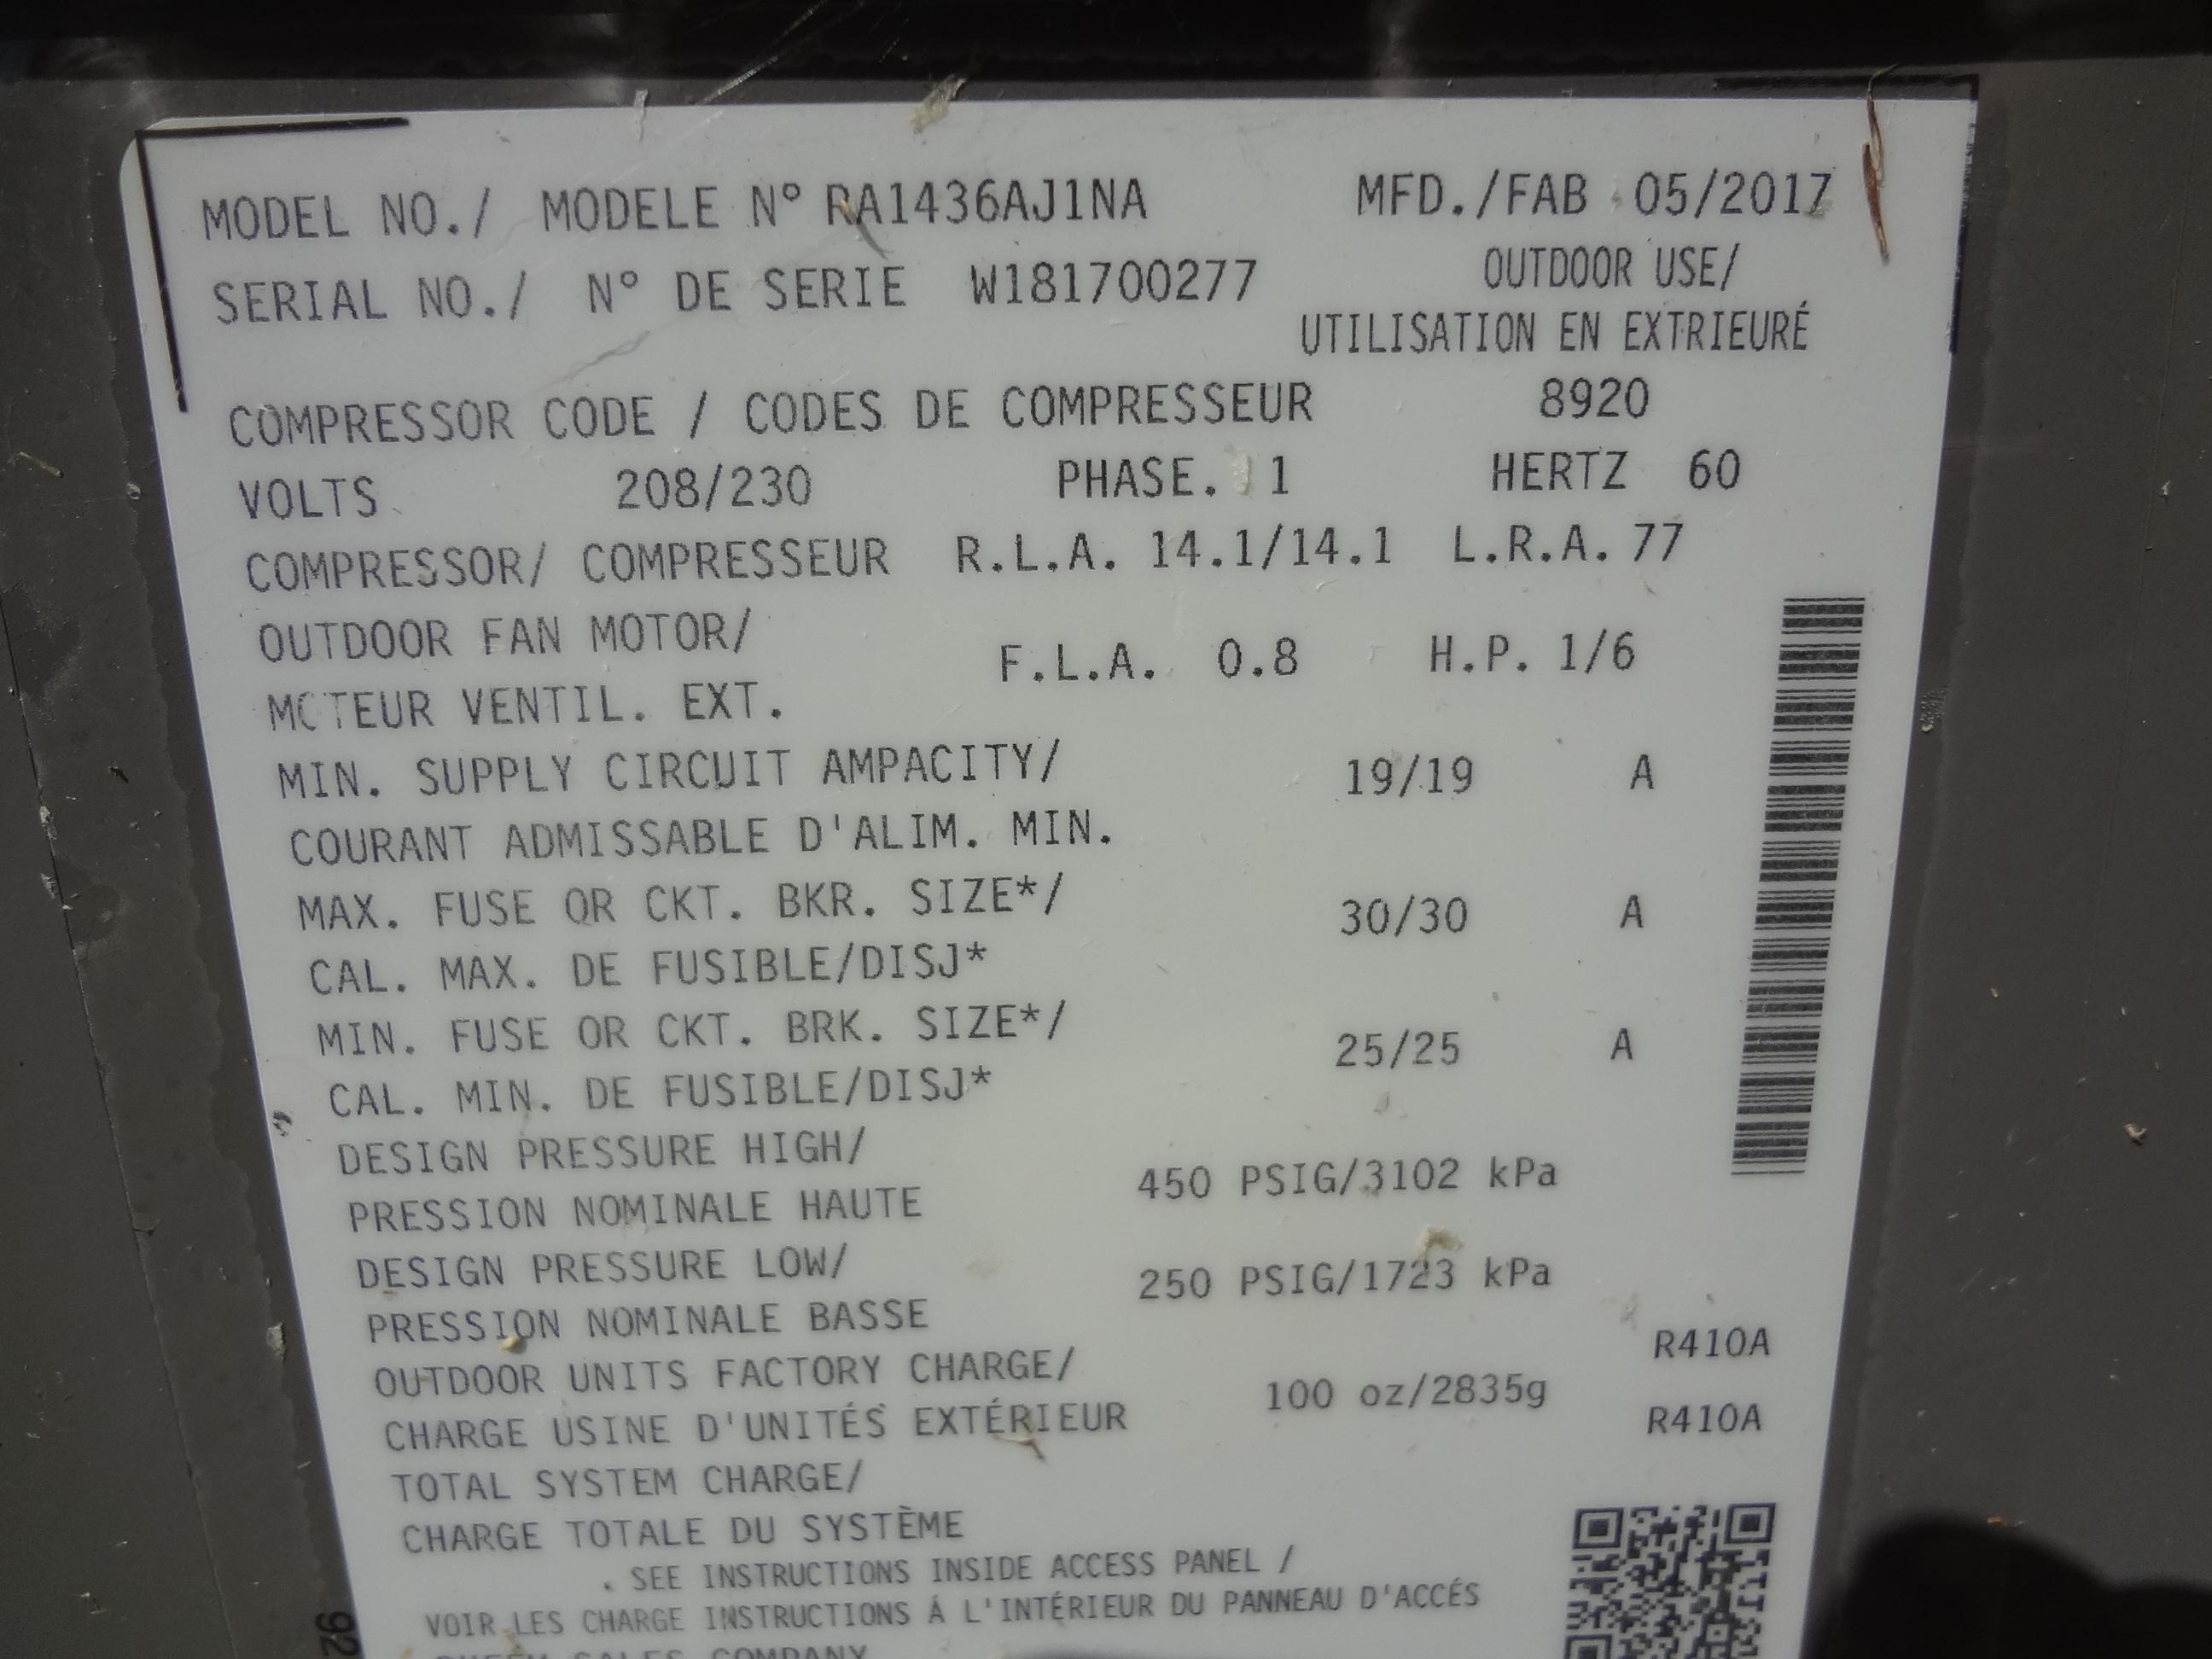 MODEL NO./ MODELE N° RA1436AJ1NA MFD./FAB 05/2017
SERIAL NO./ N° DE SERIE W181700277 OUTDOOR USE/
UTILISATION EN EXTRIEURÉ
COMPRESSOR CODE / CODES DE COMPRESSEUR 8920
VOLTS 208/230 PHASE. 1 HERTZ 60
COMPRESSOR/ COMPRESSEUR R.L.A. 14.1/14.1 L.R.A. 77
OUTDOOR FAN MOTOR/
MOTEUR VENTIL. EXT. F.L.A. 0.8 H.P. 1/6
MIN. SUPPLY CIRCUIT AMPACITY/ 19/19 A
COURANT ADMISSABLE D'ALIM. MIN.
MAX. FUSE OR CKT. BKR. SIZE*/ 30/30 A
CAL. MAX. DE FUSIBLE/DISJ*
MIN. FUSE OR CKT. BRK. SIZE*/ 25/25 A
CAL. MIN. DE FUSIBLE/DISJ*
DESIGN PRESSURE HIGH/
PRESSION NOMINALE HAUTE 450 PSIG/3102 kPa
DESIGN PRESSURE LOW/
PRESSION NOMINALE BASSE 250 PSIG/1723 kPa
OUTDOOR UNITS FACTORY CHARGE/ R410A
CHARGE USINE D'UNITÉS EXTÉRIEUR 100 oz/2835g R410A
TOTAL SYSTEM CHARGE/
CHARGE TOTALE DU SYSTÈME
. SEE INSTRUCTIONS INSIDE ACCESS PANEL /
VOIR LES CHARGE INSTRUCTIONS Á L'INTÉRIEUR DU PANNEAU D'ACCÉS
RHEEM SALES COMPANY
92